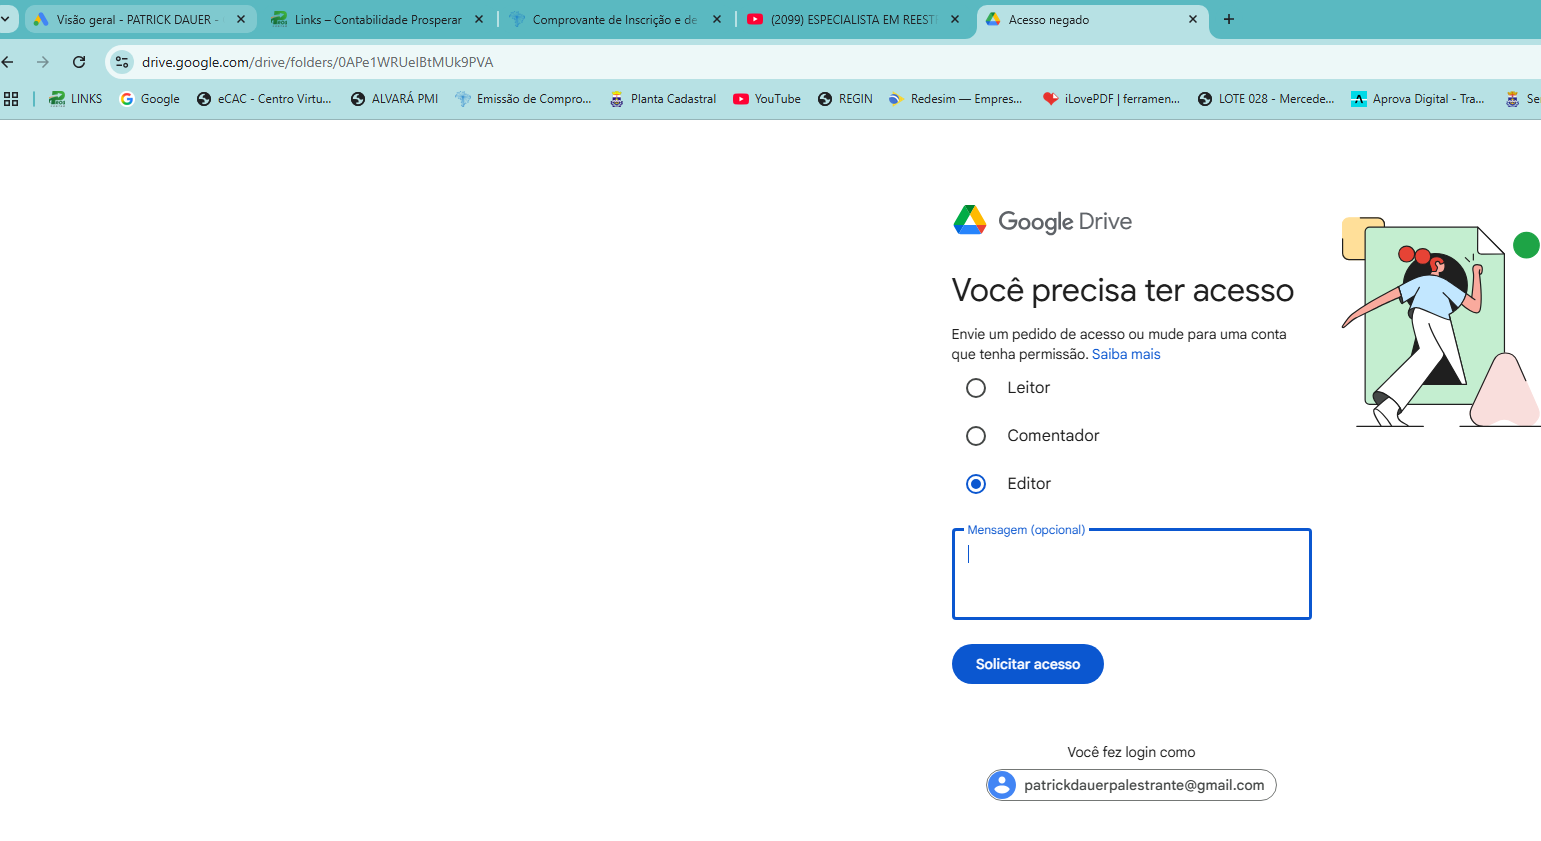 Visão geral - PATRICK DAUER -
Links – Contabilidade Prosperar
Comprovante de Inscrição e de
(2099) ESPECIALISTA EM REEST
Acesso negado
drive.google.com/drive/folders/0APe1WRUeIBtMUk9PVA
LINKS
Google
eCAC - Centro Virtu...
ALVARÁ PMI
Emissão de Compro...
Planta Cadastral
YouTube
REGIN
Redesim — Empres...
iLovePDF | ferramen...
LOTE 028 - Mercede...
Aprova Digital - Tra...
Google Drive
Você precisa ter acesso
Envie um pedido de acesso ou mude para uma conta
que tenha permissão. Saiba mais
Leitor
Comentador
Editor
Mensagem (opcional)
Solicitar acesso
Você fez login como
patrickdauerpalestrante@gmail.com